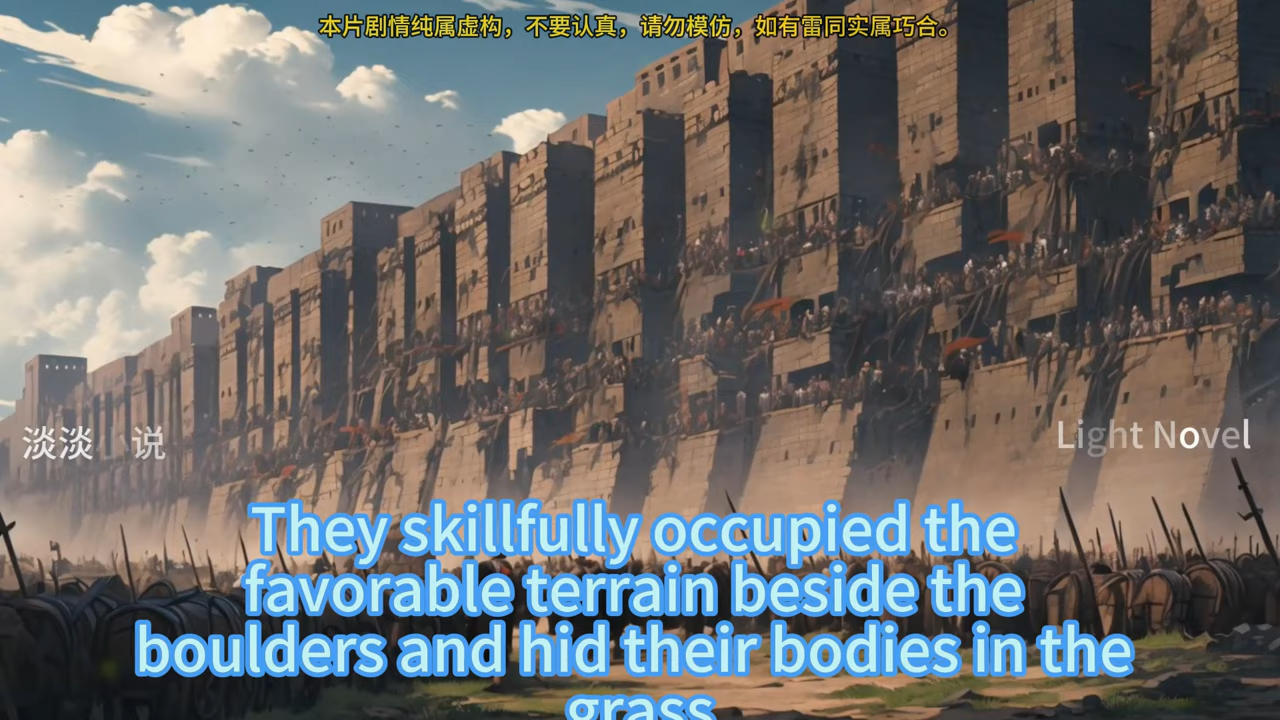 本片剧情纯属虚构，不要认真，请勿模仿，如有雷同实属巧合。
淡淡小说
Light Novel
They skillfully occupied the
favorable terrain beside the
boulders and hid their bodies in the
grass